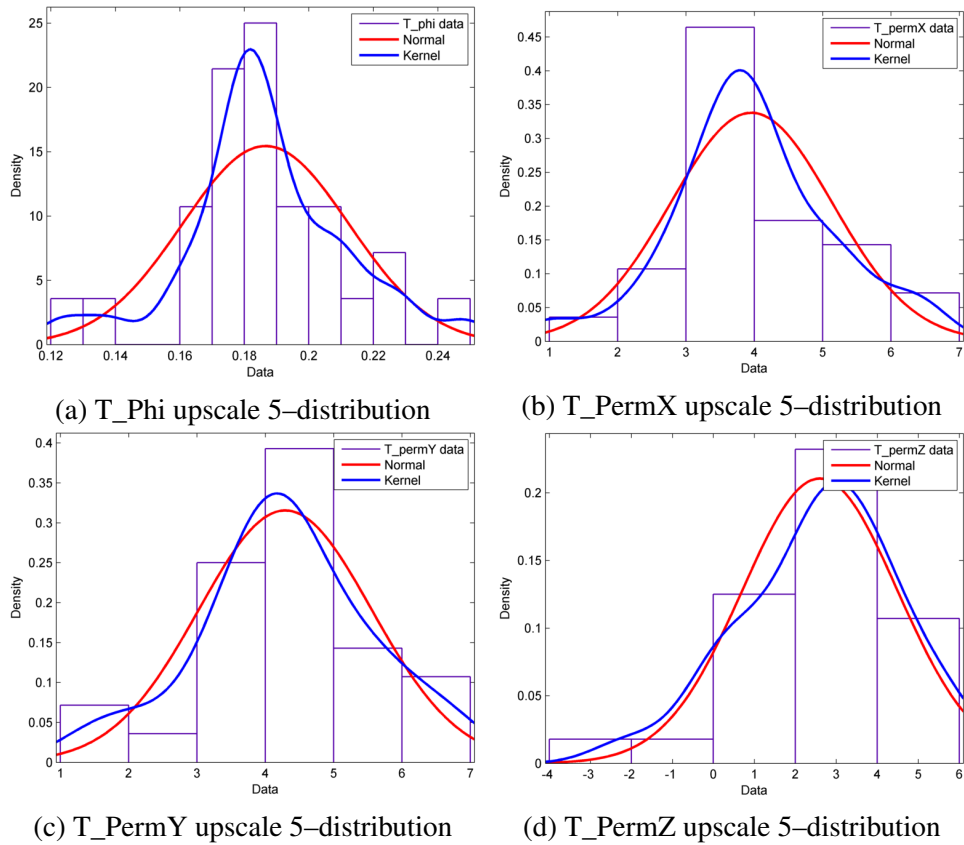 25
20
15
10
5
0
Density
0.12
0.14
0.16
0.18
0.2
0.22
0.24
Data
T_phi data
Normal
Kernel
(a) T_Phi upscale 5–distribution
0.45
0.4
0.35
0.3
0.25
0.2
0.15
0.1
0.05
0
Density
1
2
3
4
5
6
7
Data
T_permX data
Normal
Kernel
(b) T_PermX upscale 5–distribution
0.4
0.35
0.3
0.25
0.2
0.15
0.1
0.05
0
Density
1
2
3
4
5
6
7
Data
T_permY data
Normal
Kernel
(c) T_PermY upscale 5–distribution
0.2
0.15
0.1
0.05
0
Density
-4
-3
-2
-1
0
1
2
3
4
5
6
Data
T_permZ data
Normal
Kernel
(d) T_PermZ upscale 5–distribution